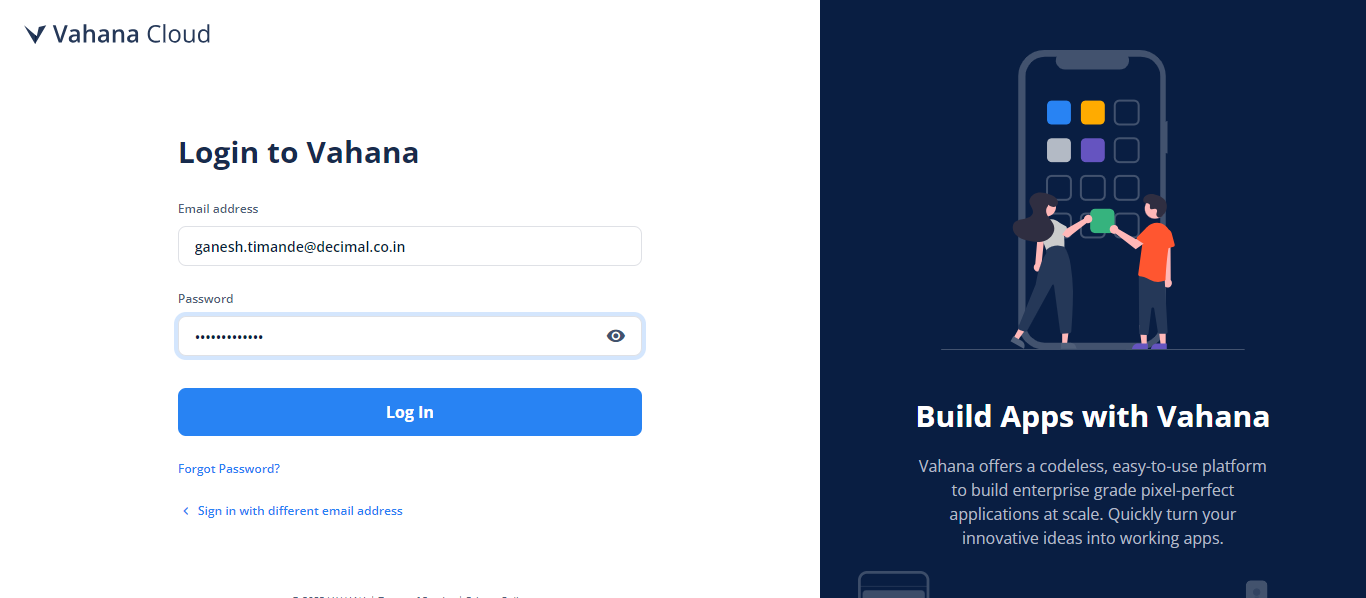 Vahana Cloud
Login to Vahana
Email address
ganesh.timande@decimal.co.in
Password
•••••••••••••
Log In
Forgot Password?
Sign in with different email address
Build Apps with Vahana
Vahana offers a codeless, easy-to-use platform
to build enterprise grade pixel-perfect
applications at scale. Quickly turn your
innovative ideas into working apps.